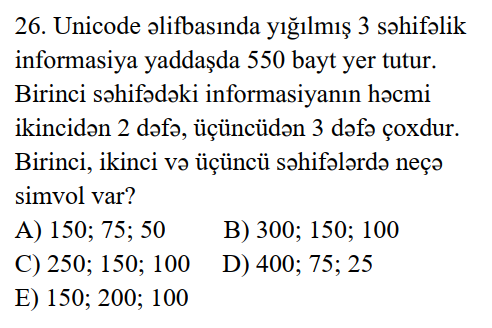 26. Unicode əlifbasında yığılmış 3 səhifəlik
informasiya yaddaşda 550 bayt yer tutur.
Birinci səhifədəki informasiyanın həcmi
ikincidən 2 dəfə, üçüncüdən 3 dəfə çoxdur.
Birinci, ikinci və üçüncü səhifələrdə neçə
simvol var?
A) 150; 75; 50 B) 300; 150; 100
C) 250; 150; 100 D) 400; 75; 25
E) 150; 200; 100